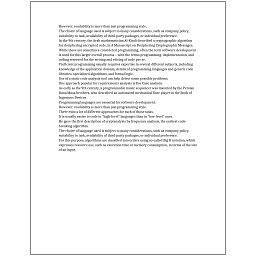 However, readability is more than just programming style.
The choice of language used is subject to many considerations, such as company policy,
suitability to task, availability of third-party packages, or individual preference.
In the 9th century, the Arab mathematician Al-Kindi described a cryptographic algorithm
for deciphering encrypted code, in A Manuscript on Deciphering Cryptographic Messages.
While these are sometimes considered programming, often the term software development
is used for this larger overall process – with the terms programming, implementation, and
coding reserved for the writing and editing of code per se.
Proficient programming usually requires expertise in several different subjects, including
knowledge of the application domain, details of programming languages and generic code
libraries, specialized algorithms, and formal logic.
Use of a static code analysis tool can help detect some possible problems.
One approach popular for requirements analysis is Use Case analysis.
As early as the 9th century, a programmable music sequencer was invented by the Persian
Banu Musa brothers, who described an automated mechanical flute player in the Book of
Ingenious Devices.
Programming languages are essential for software development.
However, readability is more than just programming style.
There exist a lot of different approaches for each of those tasks.
It is usually easier to code in "high-level" languages than in "low-level" ones.
He gave the first description of cryptanalysis by frequency analysis, the earliest code-
breaking algorithm.
The choice of language used is subject to many considerations, such as company policy,
suitability to task, availability of third-party packages, or individual preference.
For this purpose, algorithms are classified into orders using so-called Big O notation, which
expresses resource use, such as execution time or memory consumption, in terms of the size
of an input.